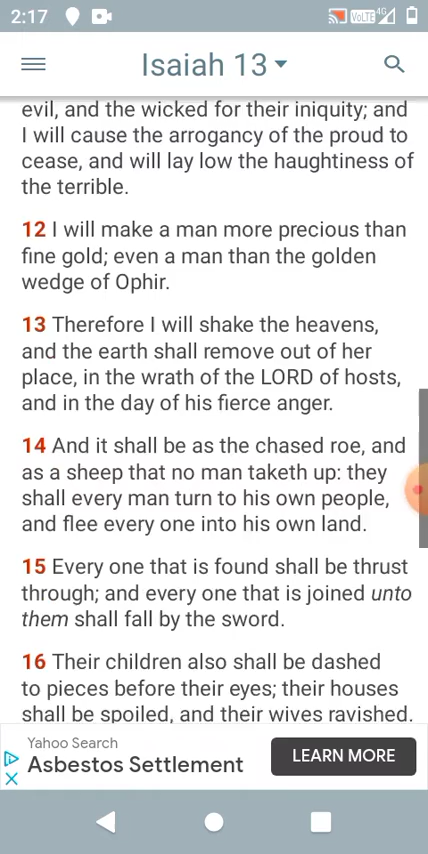 2:17
VoLTE 4G
Isaiah 13
evil, and the wicked for their iniquity; and
I will cause the arrogancy of the proud to
cease, and will lay low the haughtiness of
the terrible.
12 I will make a man more precious than
fine gold; even a man than the golden
wedge of Ophir.
13 Therefore I will shake the heavens,
and the earth shall remove out of her
place, in the wrath of the LORD of hosts,
and in the day of his fierce anger.
14 And it shall be as the chased roe, and
as a sheep that no man taketh up: they
shall every man turn to his own people,
and flee every one into his own land.
15 Every one that is found shall be thrust
through; and every one that is joined unto
them shall fall by the sword.
16 Their children also shall be dashed
to pieces before their eyes; their houses
shall be spoiled, and their wives ravished.
Yahoo Search
Asbestos Settlement
LEARN MORE